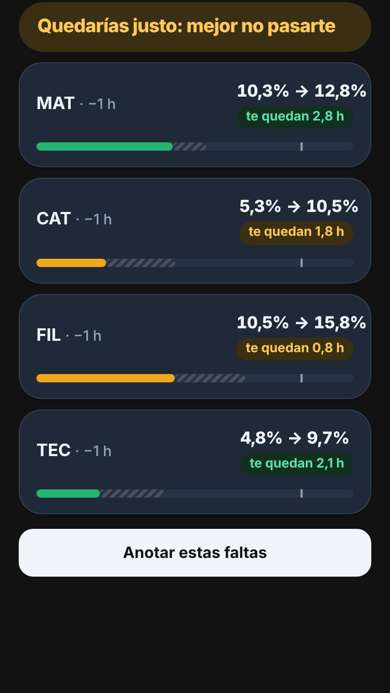 Quedarías justo: mejor no pasarte
MAT · −1 h
10,3% → 12,8%
te quedan 2,8 h
CAT · −1 h
5,3% → 10,5%
te quedan 1,8 h
FIL · −1 h
10,5% → 15,8%
te quedan 0,8 h
TEC · −1 h
4,8% → 9,7%
te quedan 2,1 h
Anotar estas faltas